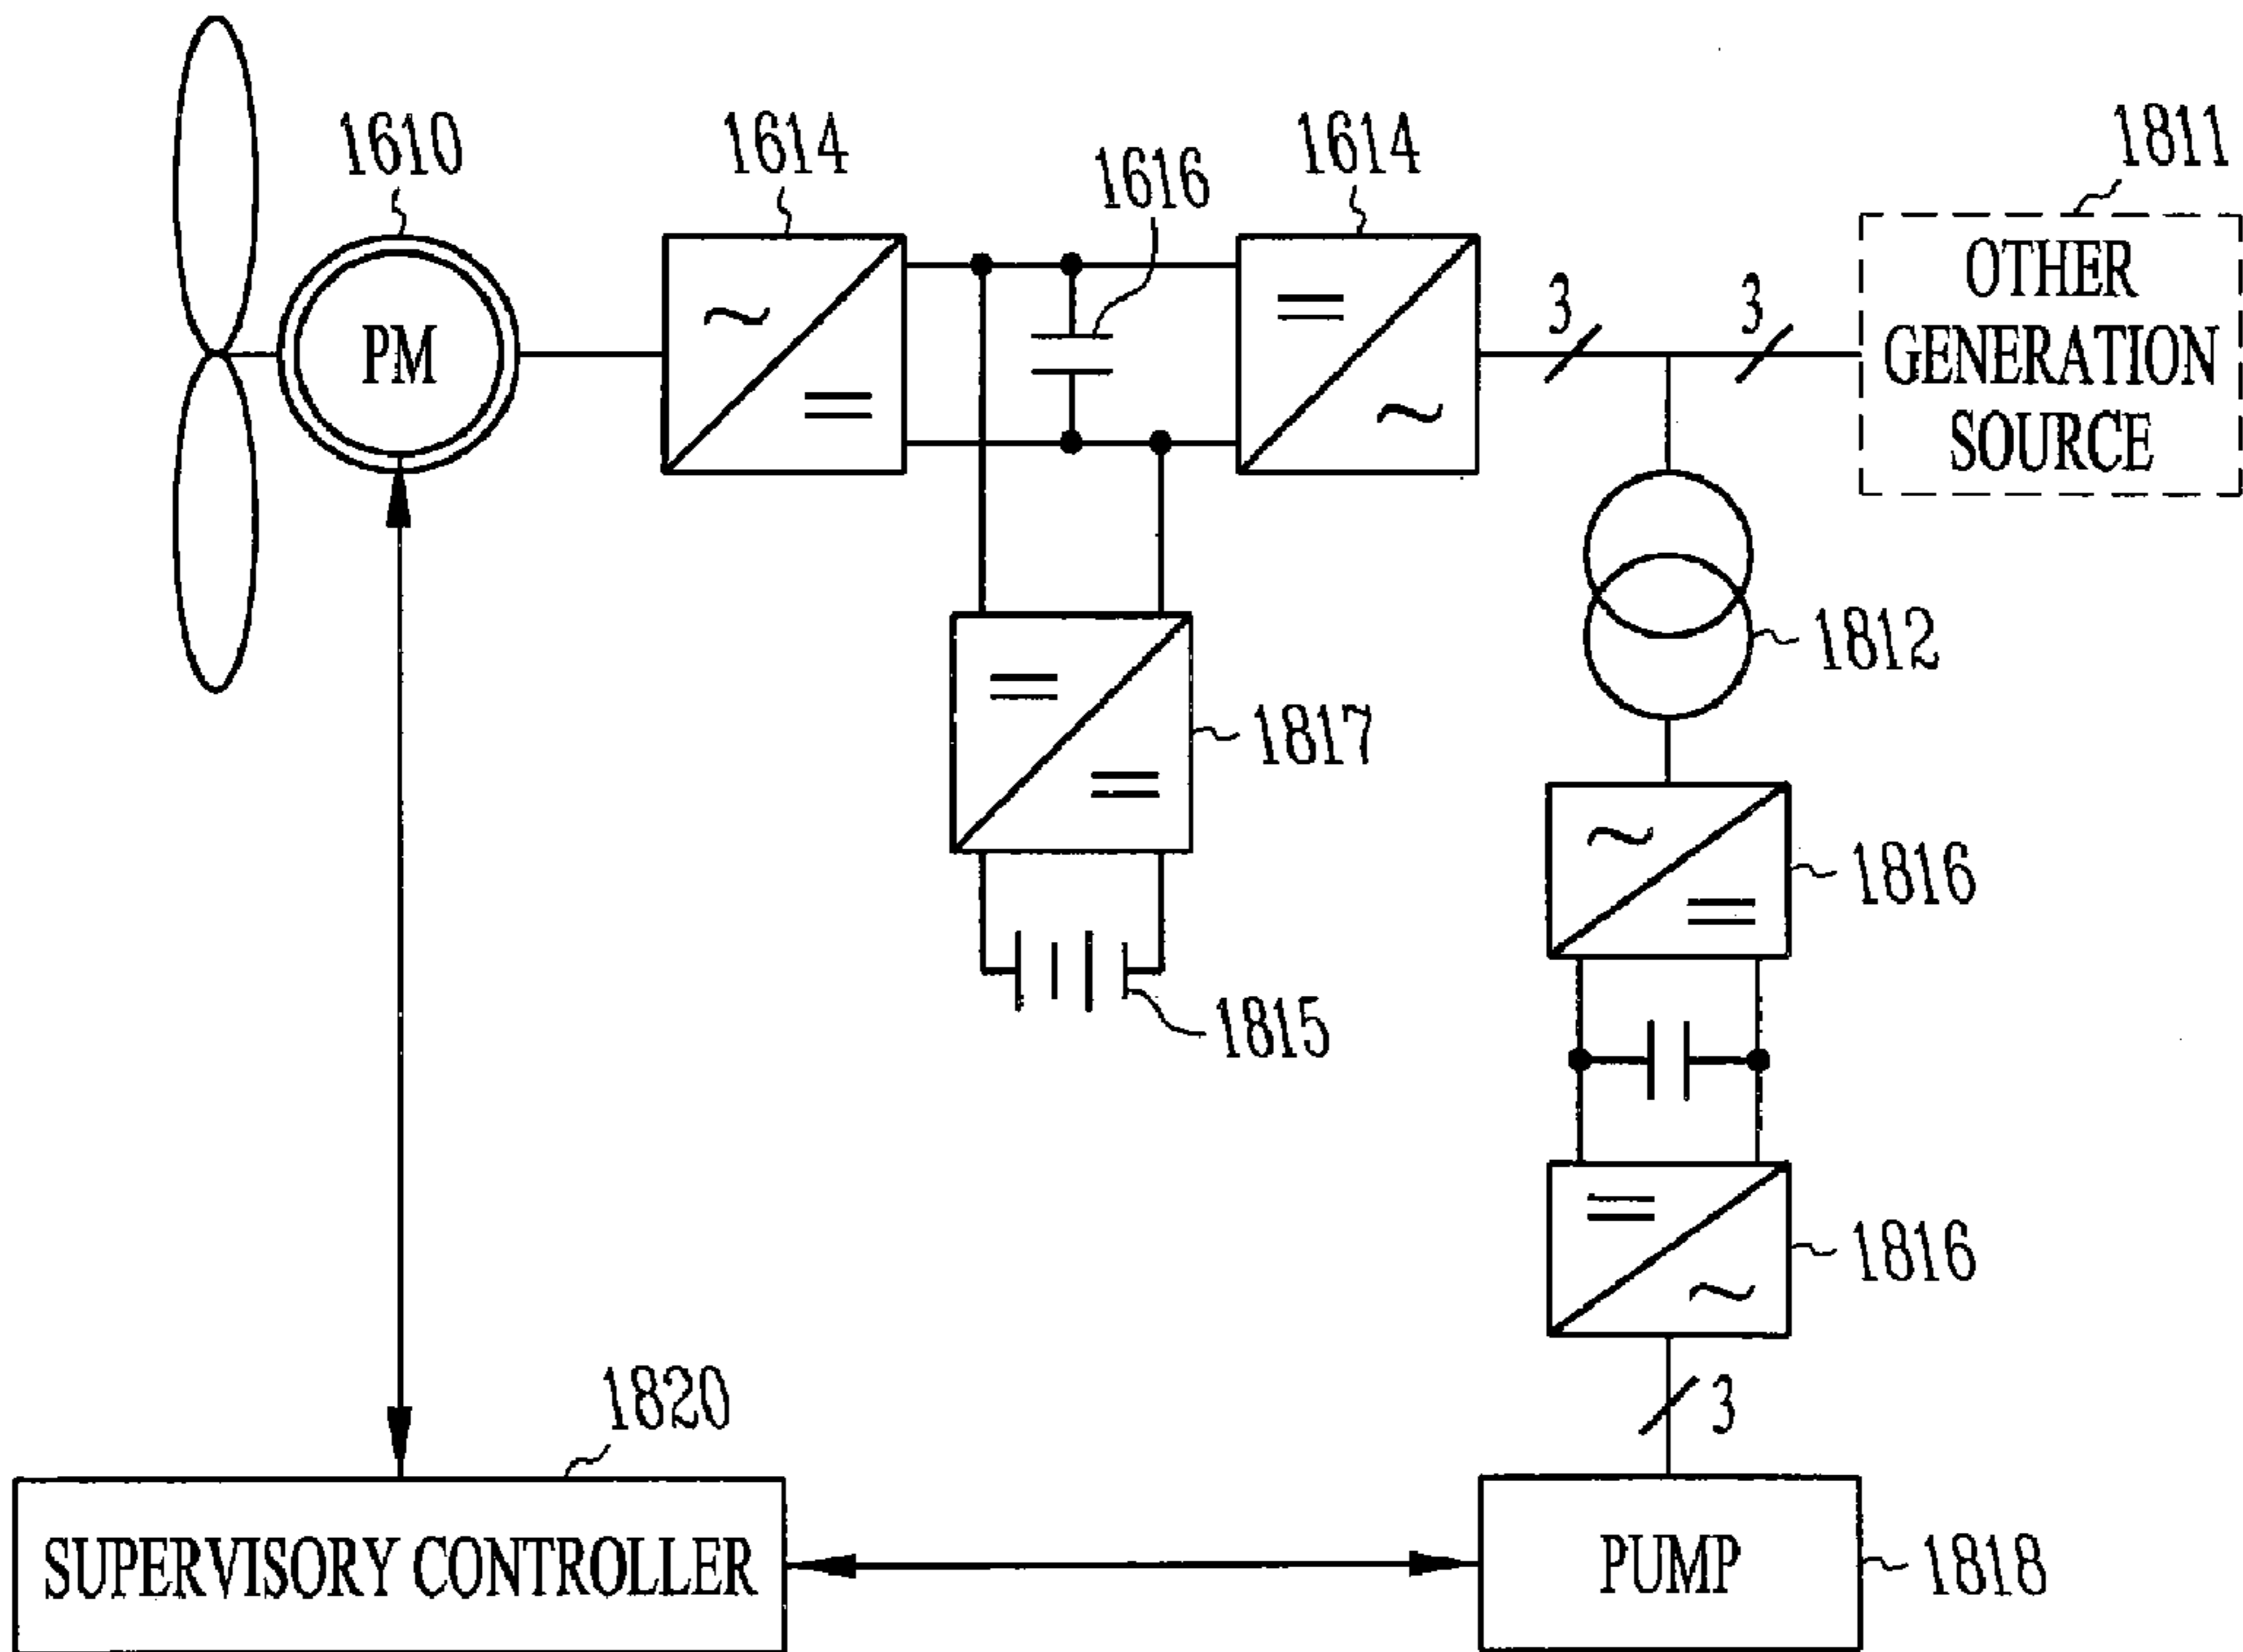 1610
1614
1616
1614
1811
PM
3
3
OTHER
GENERATION
SOURCE
1812
1817
1816
1815
1816
3
1820
SUPERVISORY CONTROLLER
PUMP
1818